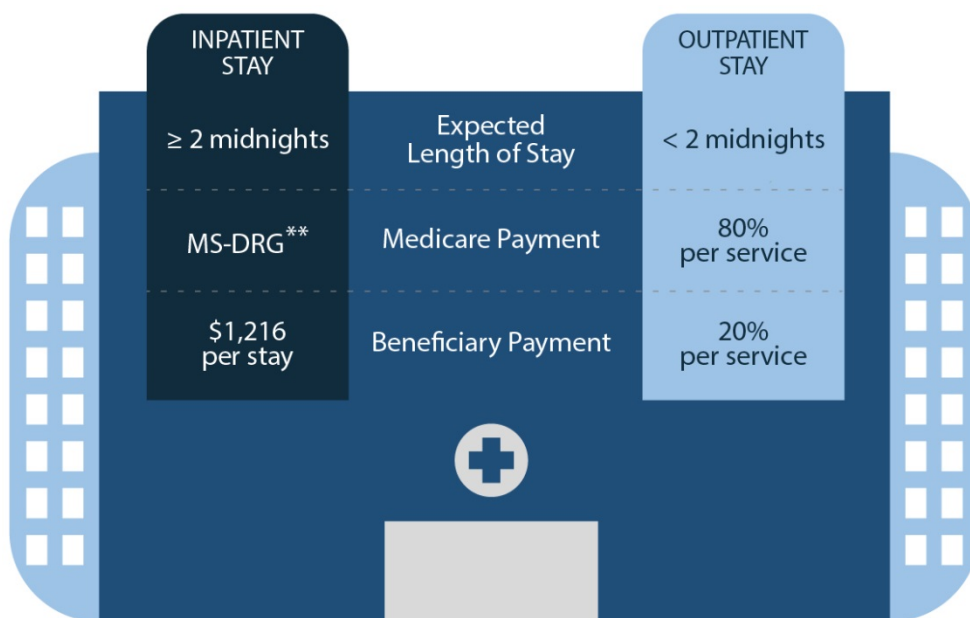 INPATIENT
STAY
OUTPATIENT
STAY
≥ 2 midnights
Expected
Length of Stay
< 2 midnights
MS-DRG**
Medicare Payment
80%
per service
$1,216
per stay
Beneficiary Payment
20%
per service